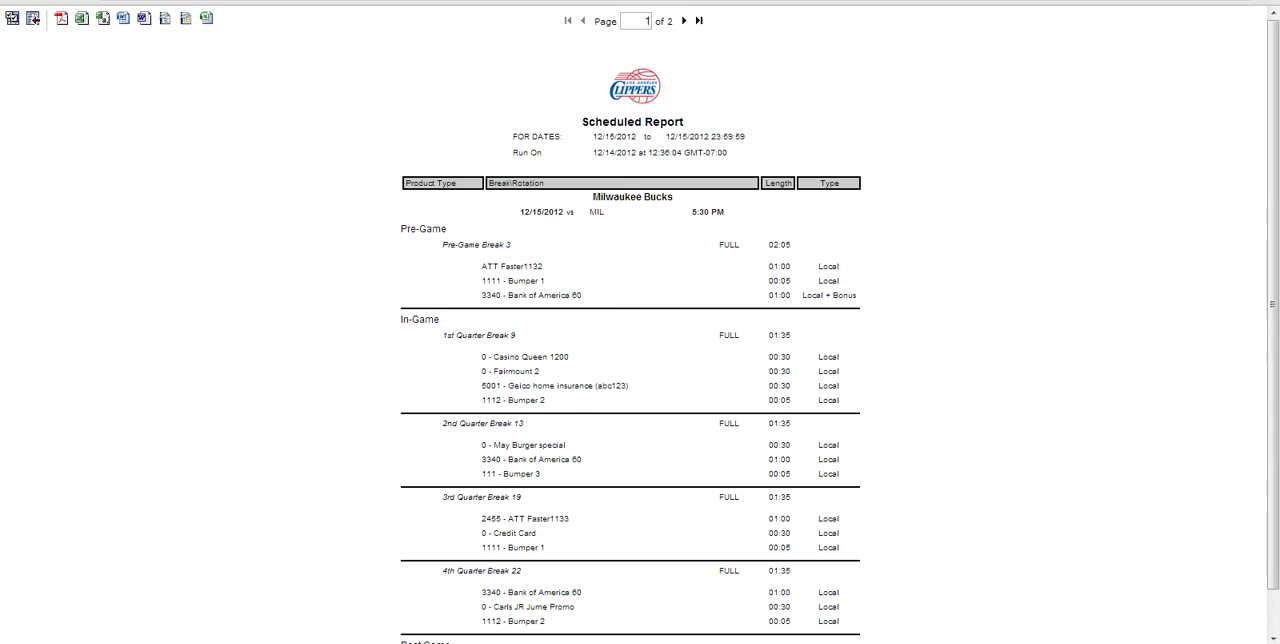 Page 1 of 2
LOS ANGELES
CLIPPERS
Scheduled Report
FOR DATES: 12/15/2012 to 12/15/2012 23:59:59
Run On 12/14/2012 at 12:36:04 GMT-07:00
Product Type Break\Rotation Length Type
Milwaukee Bucks
12/15/2012 vs MIL 5:30 PM
Pre-Game
Pre-Game Break 3 FULL 02:05
ATT Faster1132 01:00 Local
1111 - Bumper 1 00:05 Local
3340 - Bank of America 60 01:00 Local + Bonus
In-Game
1st Quarter Break 9 FULL 01:35
0 - Casino Queen 1200 00:30 Local
0 - Fairmount 2 00:30 Local
5001 - Geico home insurance (abc123) 00:30 Local
1112 - Bumper 2 00:05 Local
2nd Quarter Break 13 FULL 01:35
0 - May Burger special 00:30 Local
3340 - Bank of America 60 01:00 Local
111 - Bumper 3 00:05 Local
3rd Quarter Break 19 FULL 01:35
2455 - ATT Faster1133 01:00 Local
0 - Credit Card 00:30 Local
1111 - Bumper 1 00:05 Local
4th Quarter Break 22 FULL 01:35
3340 - Bank of America 60 01:00 Local
0 - Carls JR Jume Promo 00:30 Local
1112 - Bumper 2 00:05 Local